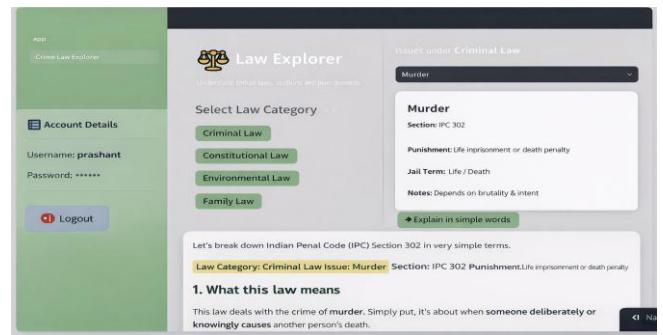 app
Crime Law Explorer
Account Details
Username: prashant
Password: ******
Logout
Law Explorer
Understand Indian laws, sections and punishments
Select Law Category
Criminal Law
Constitutional Law
Environmental Law
Family Law
Issues under Criminal Law
Murder
Murder
Section: IPC 302
Punishment: Life inprisonment or death penalty
Jail Term: Life / Death
Notes: Depends on brutality & intent
Explain in simple words
Let's break down Indian Penal Code (IPC) Section 302 in very simple terms.
Law Category: Criminal Law Issue: Murder Section: IPC 302 Punishment.Life imprisonment or death penalty
1. What this law means
This law deals with the crime of murder. Simply put, it's about when someone deliberately or
knowingly causes another person's death.
Na